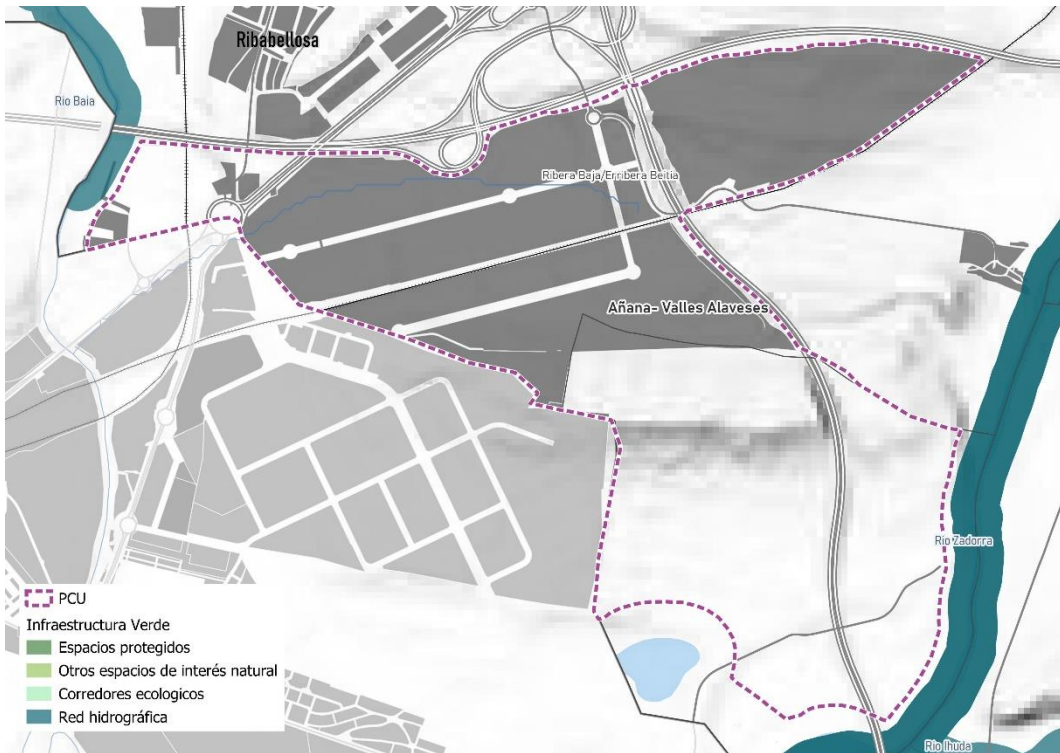 Ribabellosa
Rio Baia
Ribera Baja/Erribera Beitia
Añana- Valles Alaveses
Rio Zadorra
Rio Ihuda
PCU
Infraestructura Verde
Espacios protegidos
Otros espacios de interés natural
Corredores ecologicos
Red hidrográfica